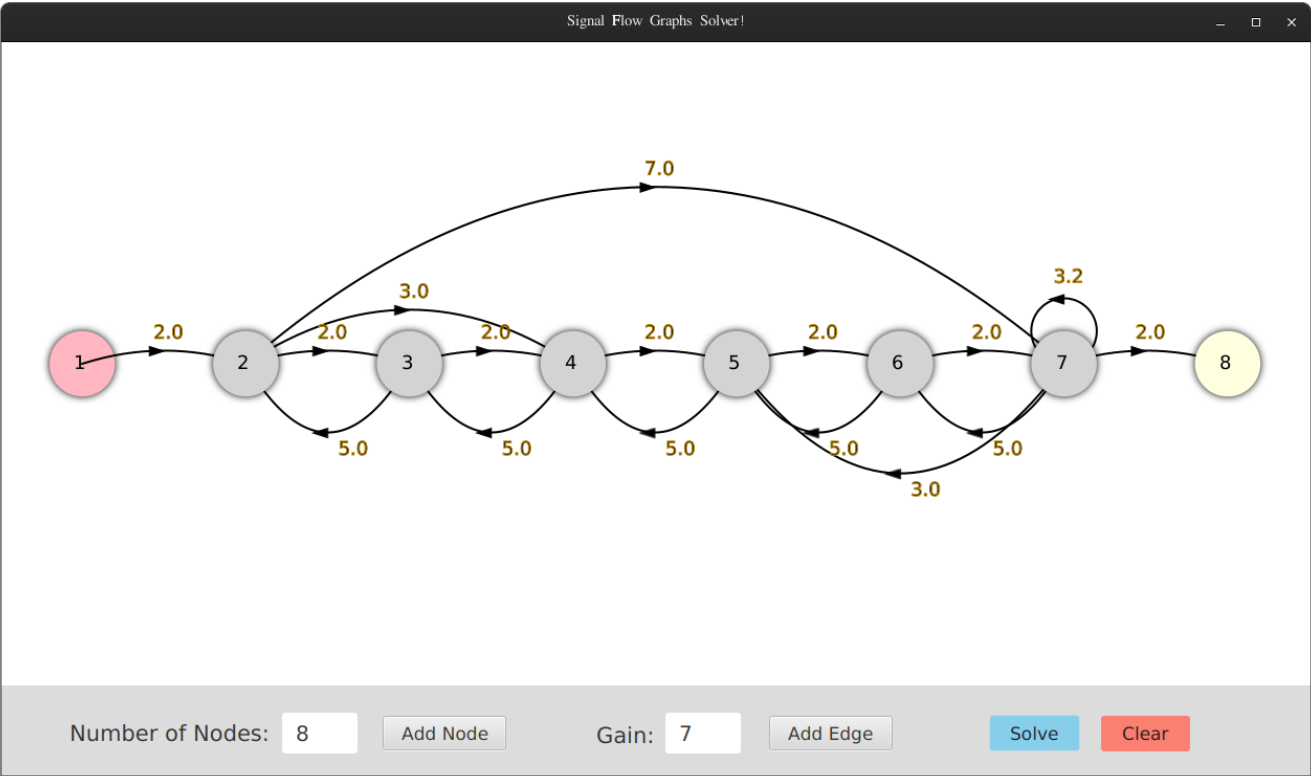 Signal Flow Graphs Solver!
7.0
3.2
3.0
2.0 2.0 2.0 2.0 2.0 2.0 2.0
1 2 3 4 5 6 7 8
5.0 5.0 5.0 5.0 5.0
3.0
Number of Nodes: 8 Add Node Gain: 7 Add Edge Solve Clear